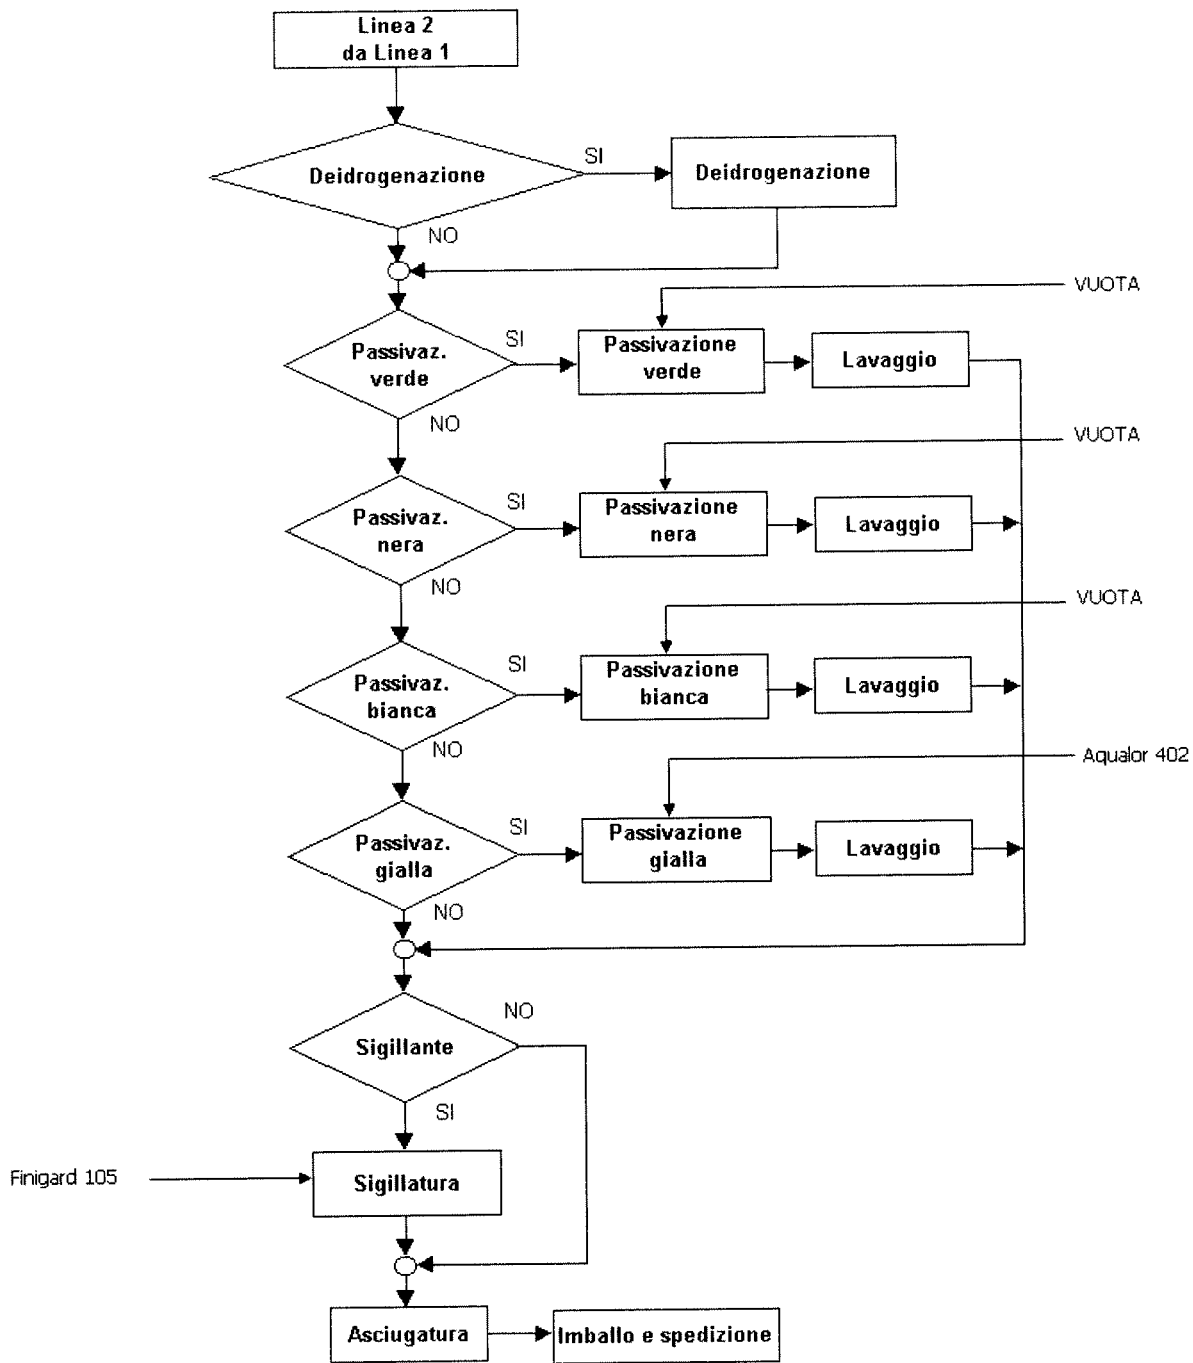 Linea 2
da Linea 1
Deidrogenazione
SI
Deidrogenazione
NO
VUOTA
Passivaz.
verde
SI
Passivazione
verde
Lavaggio
NO
VUOTA
Passivaz.
nera
SI
Passivazione
nera
Lavaggio
NO
VUOTA
Passivaz.
bianca
SI
Passivazione
bianca
Lavaggio
NO
Aqualor 402
Passivaz.
gialla
SI
Passivazione
gialla
Lavaggio
NO
Sigillante
NO
SI
Finigard 105
Sigillatura
Asciugatura
Imballo e spedizione